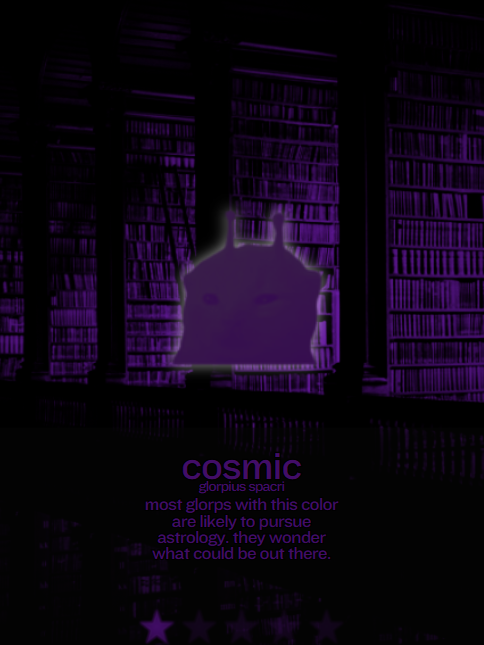 cosmic
glorpius spacri
most glorps with this color
are likely to pursue
astrology. they wonder
what could be out there.